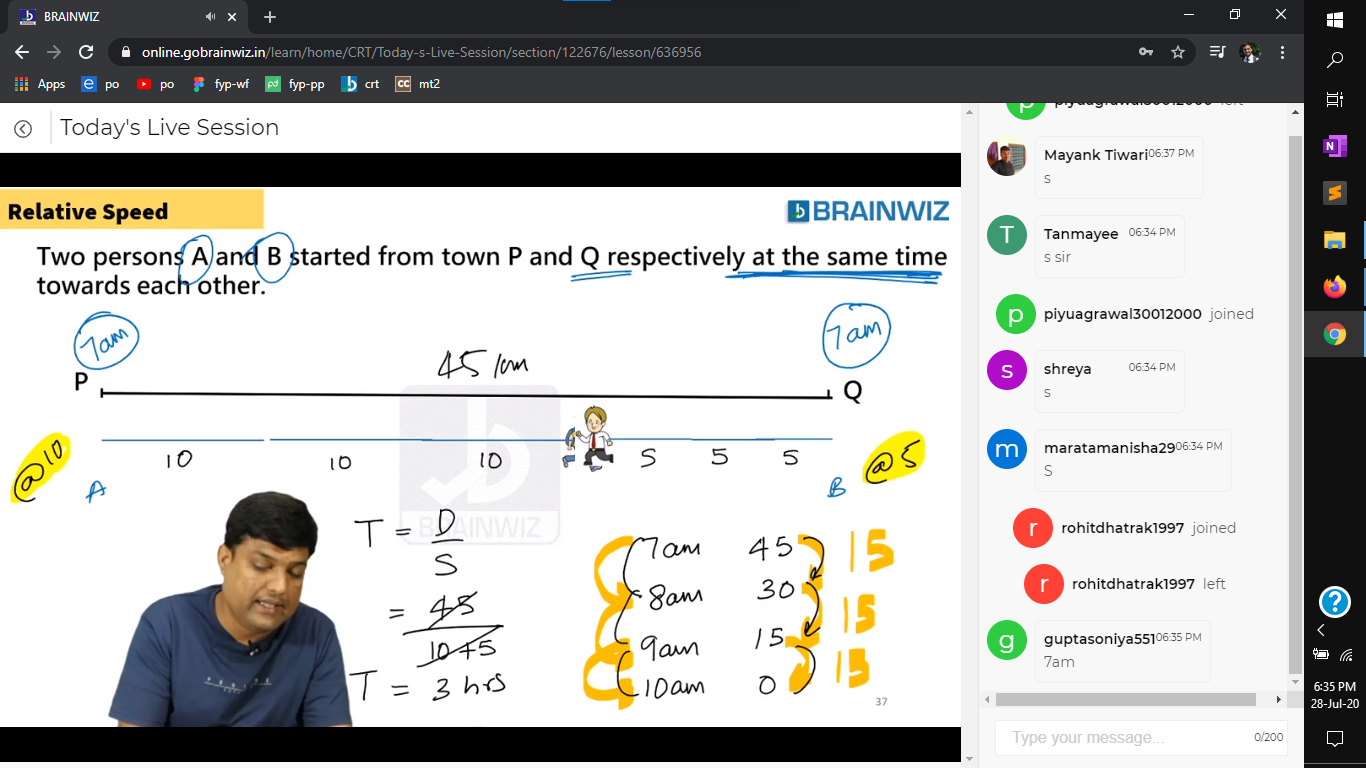 BRAINWIZ
online.gobrainwiz.in/learn/home/CRT/Today-s-Live-Session/section/122676/lesson/636956
Apps po po fyp-wf fyp-pp crt mt2
Today's Live Session
Relative Speed
BRAINWIZ
Two persons A and B started from town P and Q respectively at the same time
towards each other.
7am 7am
45 km
P Q
@10 10 10 10 5 5 5 @5
A B
BRAINWIZ
T = D
S
= 45
10+5
T = 3 hrs
7am 45 15
8am 30
15
9am 15
15
10am 0
37
piyuagrawal30012000 left
Mayank Tiwari 06:37 PM
s
T Tanmayee 06:34 PM
s sir
p piyuagrawal30012000 joined
s shreya 06:34 PM
s
m maratamanisha29 06:34 PM
S
r rohitdhatrak1997 joined
r rohitdhatrak1997 left
g guptasoniya551 06:35 PM
7am
Type your message... 0/200
6:35 PM
28-Jul-20